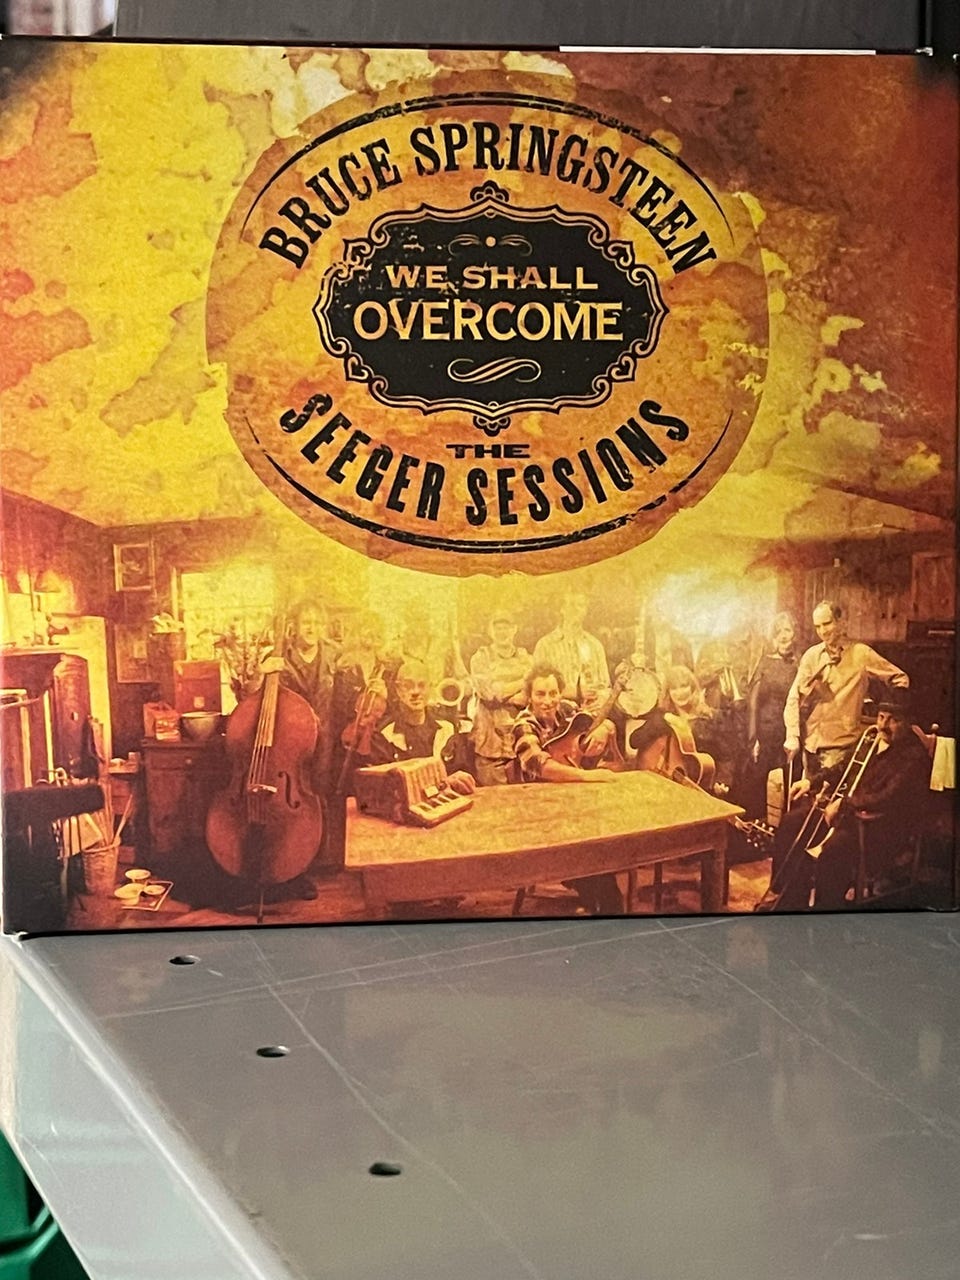 BRUCE SPRINGSTEEN
WE SHALL
OVERCOME
THE
SEEGER SESSIONS